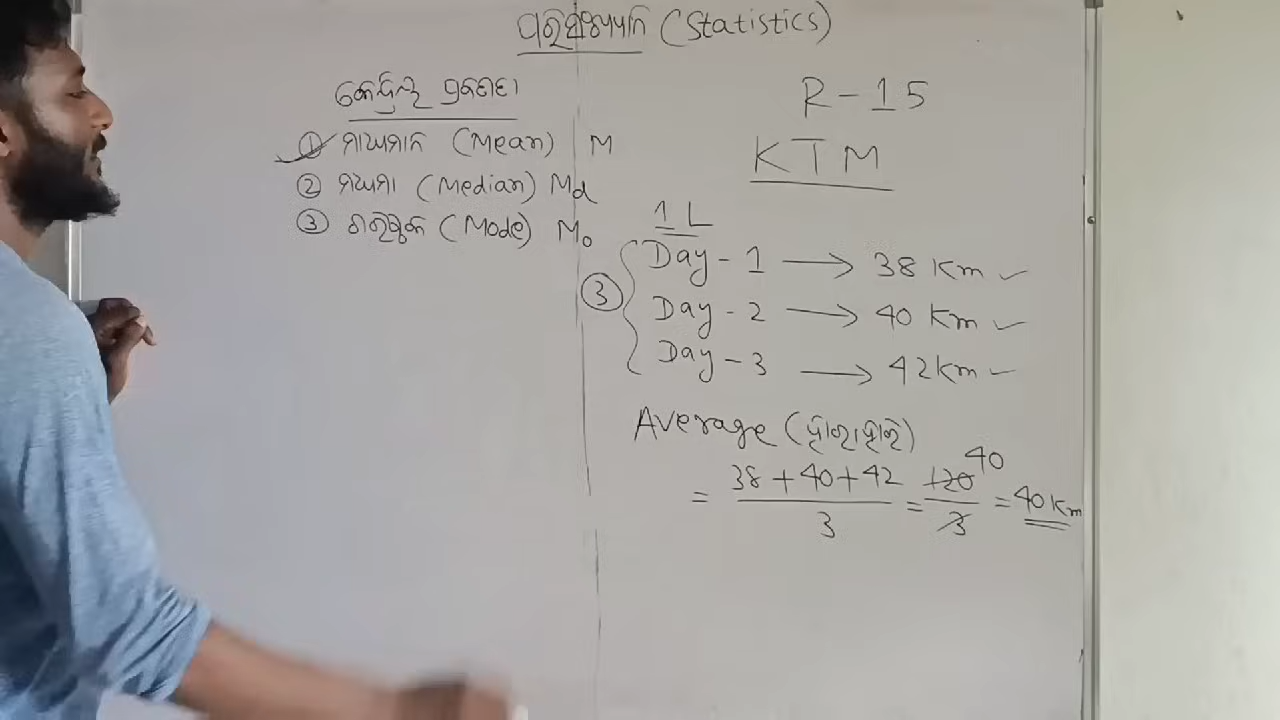 ପରିସଂଖ୍ୟାନ (Statistics)
କେନ୍ଦ୍ରୀୟ ପ୍ରବଣତା
① ମାଧ୍ୟମାନ (Mean) M
② ମଧ୍ୟମା (Median) Md
③ ଗରିଷ୍ଠକ (Mode) Mo
R-15
KTM
1 L
③ { Day - 1 → 38 Km ✓
Day - 2 → 40 Km ✓
Day - 3 → 42 Km ✓
Average (ହାରାହାରି)
= 38 + 40 + 42 / 3 = 120 / 3 40 = 40 Km